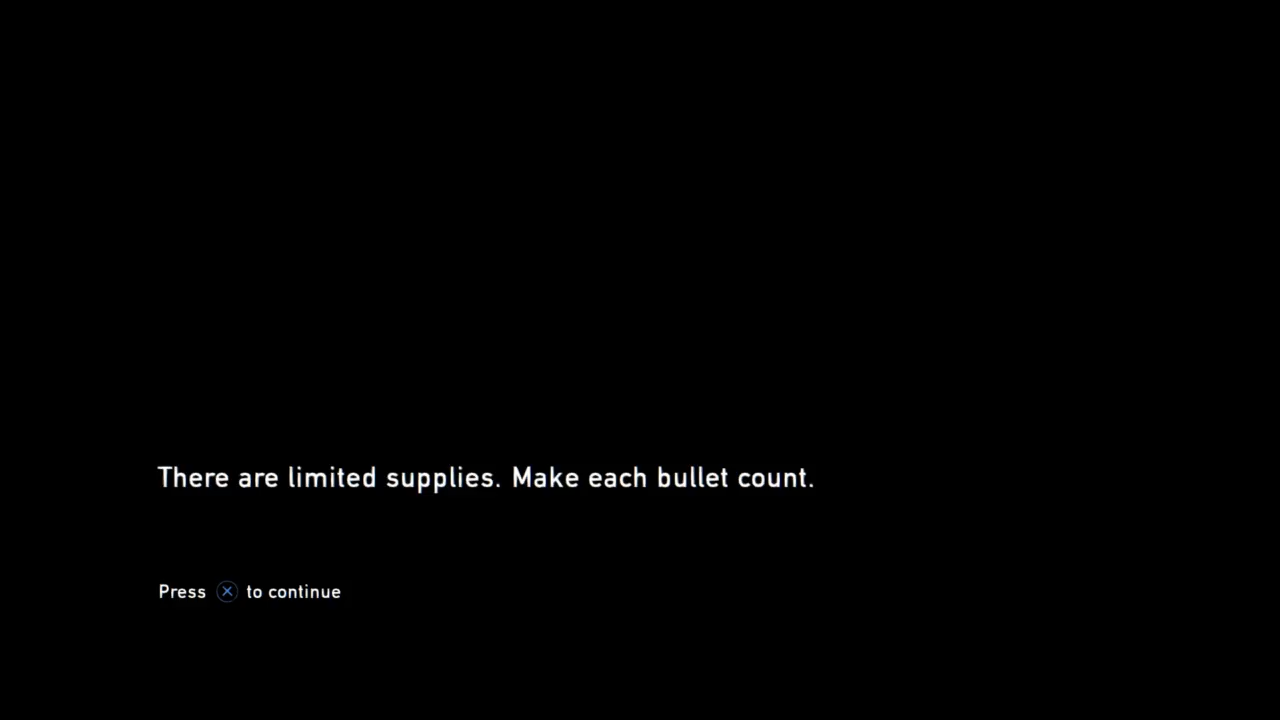 There are limited supplies. Make each bullet count.
Press ⓧ to continue